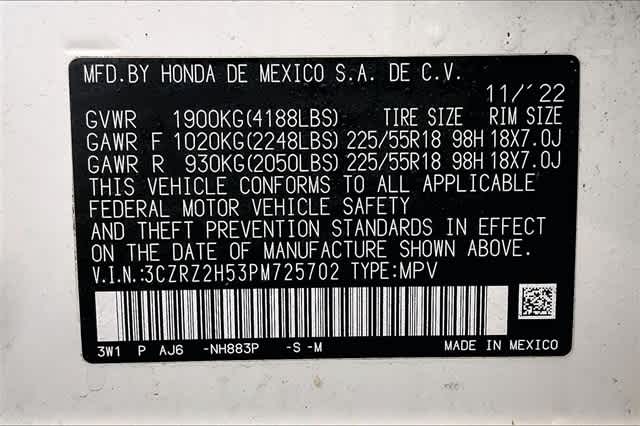 MFD.BY HONDA DE MEXICO S.A. DE C.V.
11/'22
GVWR 1900KG(4188LBS) TIRE SIZE RIM SIZE
GAWR F 1020KG(2248LBS) 225/55R18 98H 18X7.0J
GAWR R 930KG(2050LBS) 225/55R18 98H 18X7.0J
THIS VEHICLE CONFORMS TO ALL APPLICABLE
FEDERAL MOTOR VEHICLE SAFETY
AND THEFT PREVENTION STANDARDS IN EFFECT
ON THE DATE OF MANUFACTURE SHOWN ABOVE.
V.I.N.:3CZRZ2H53PM725702 TYPE:MPV
3W1 P AJ6 -NH883P -S -M MADE IN MEXICO